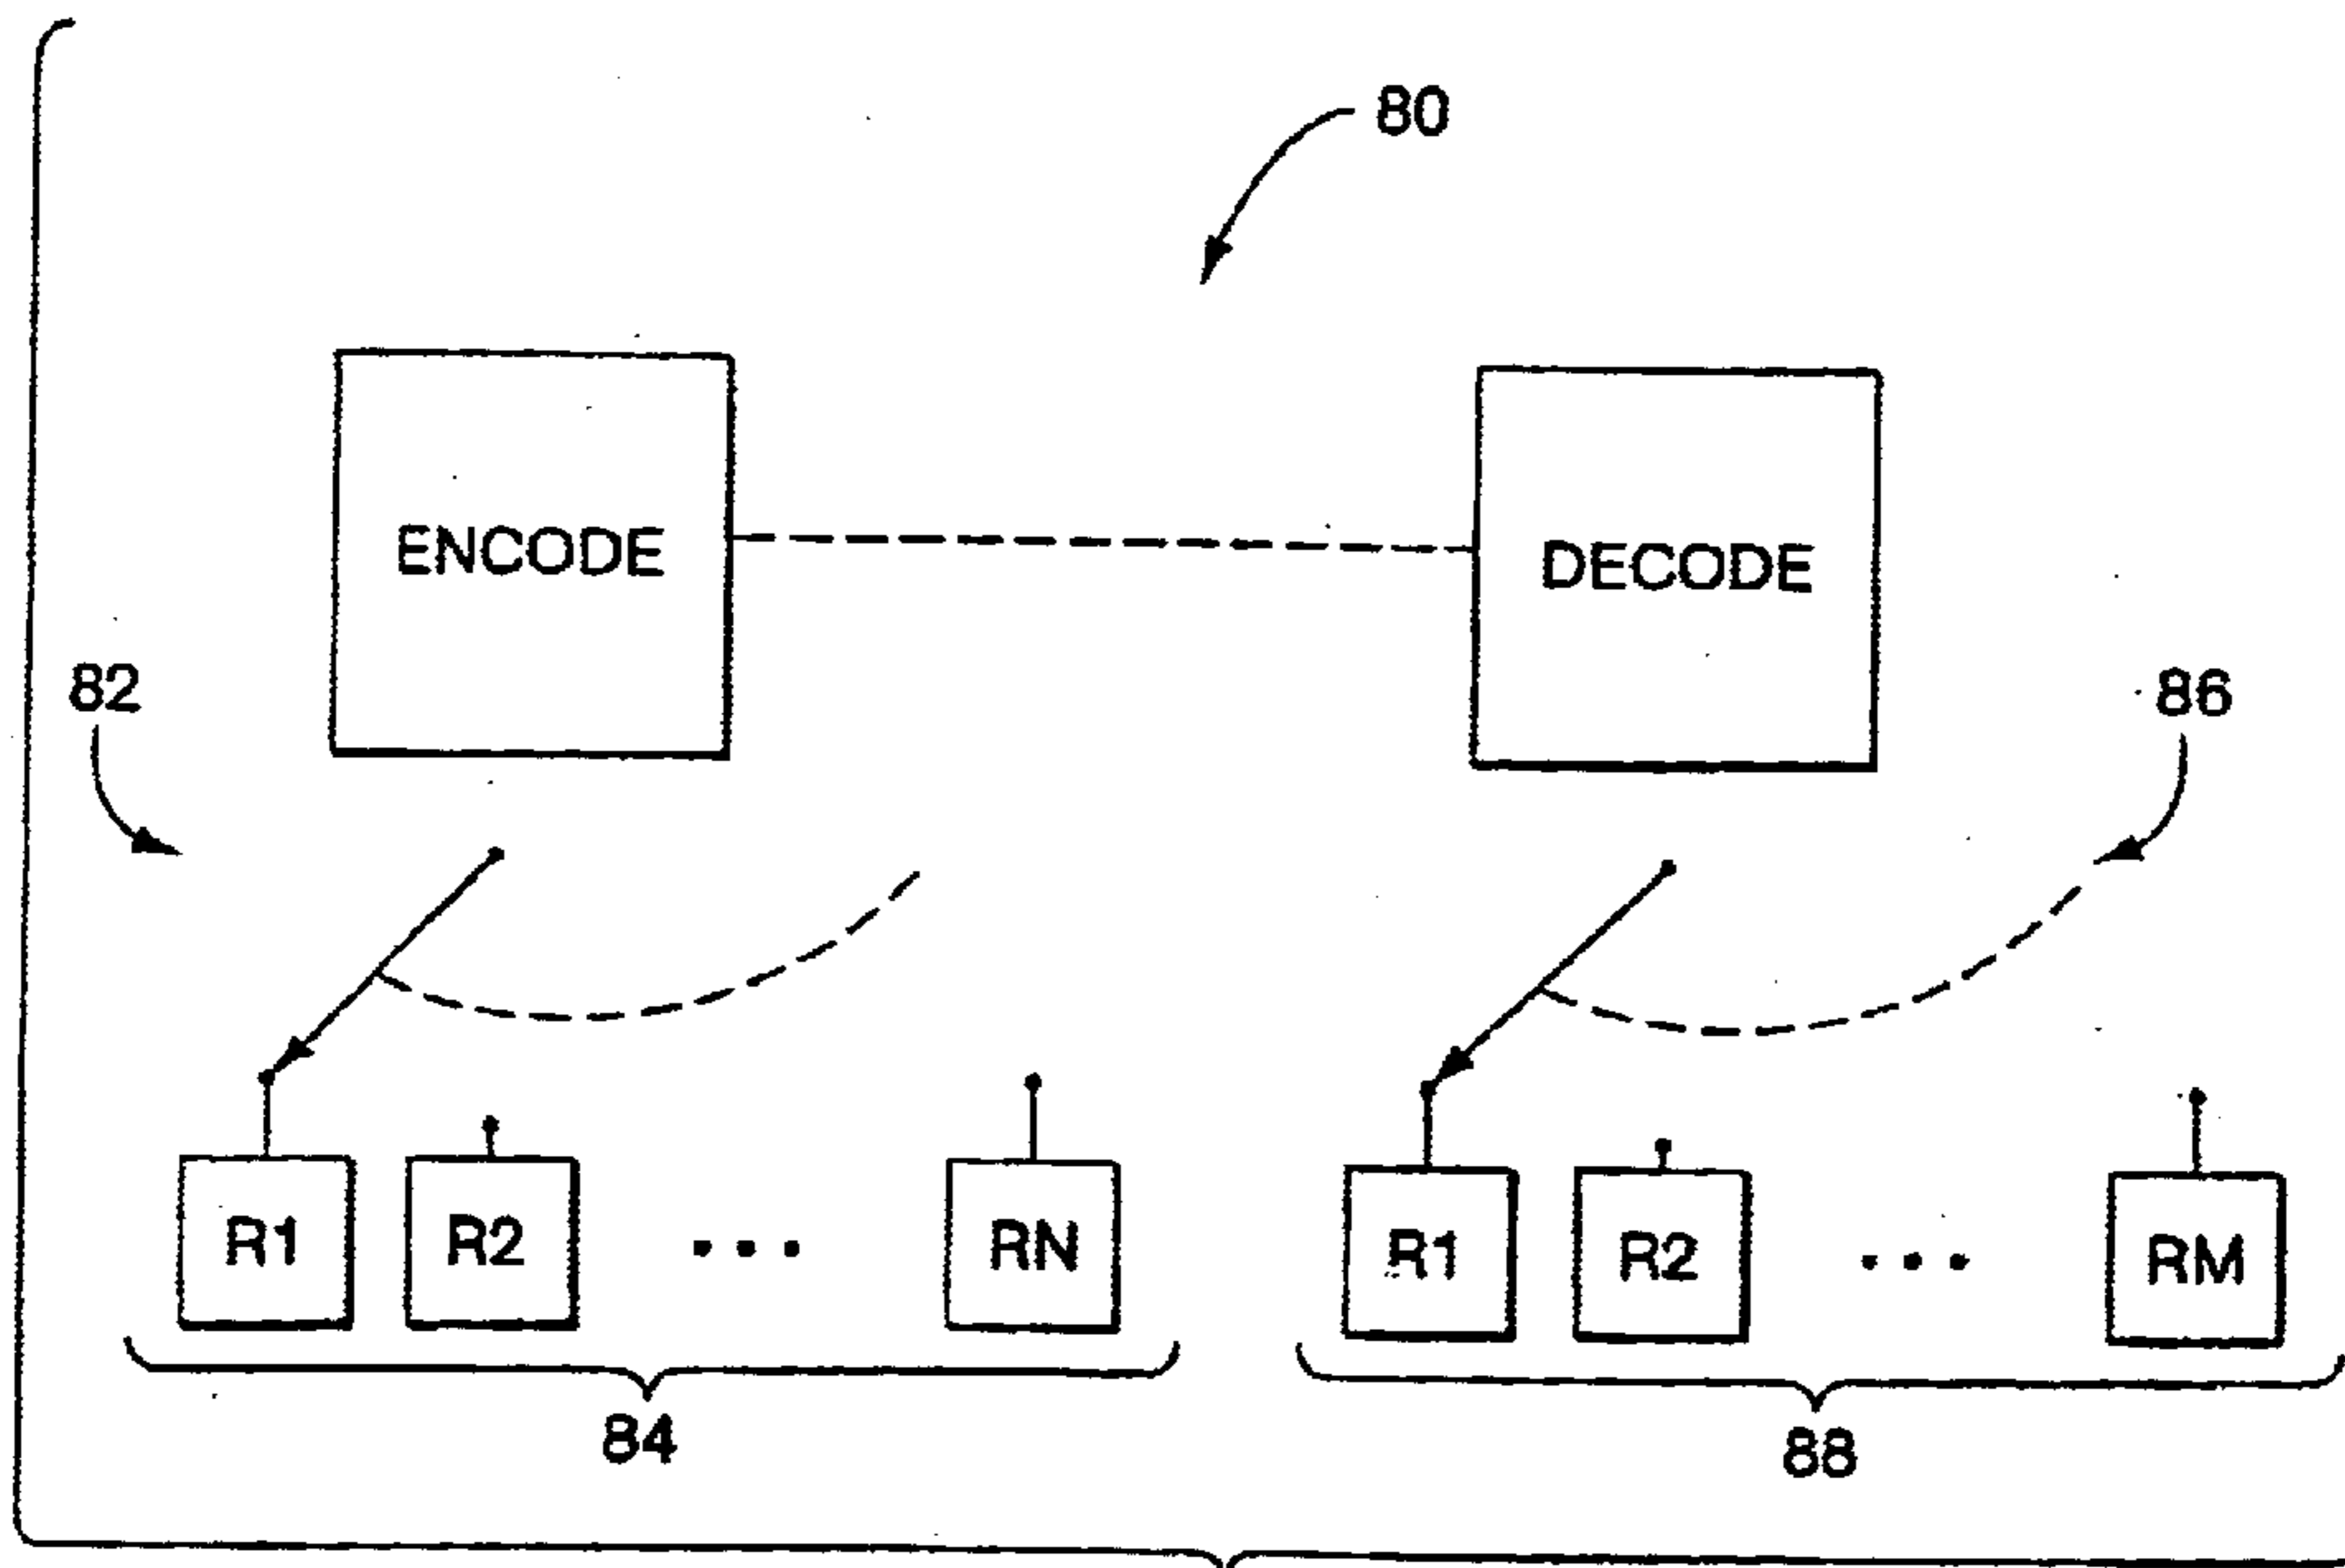 80
ENCODE
DECODE
82
86
R1 R2 ... RN
R1 R2 ... RM
84
88